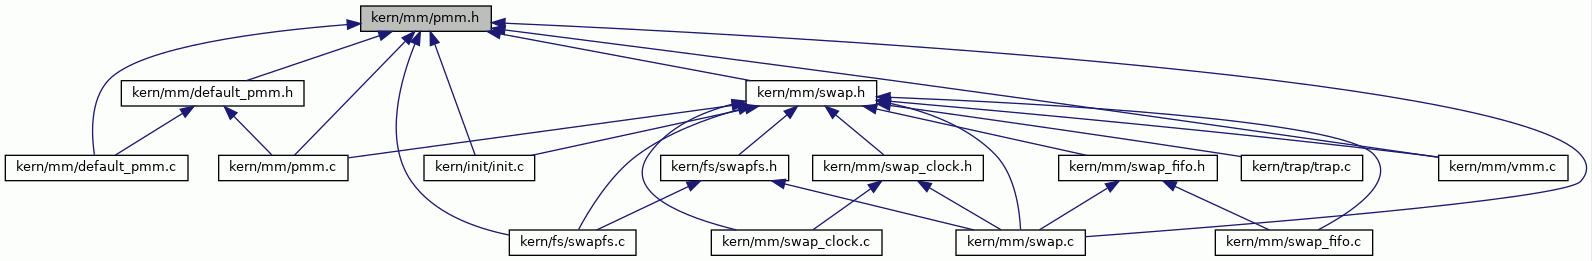 kern/mm/pmm.h
kern/mm/default_pmm.h
kern/mm/swap.h
kern/mm/default_pmm.c
kern/mm/pmm.c
kern/init/init.c
kern/fs/swapfs.h
kern/mm/swap_clock.h
kern/mm/swap_fifo.h
kern/trap/trap.c
kern/mm/vmm.c
kern/fs/swapfs.c
kern/mm/swap_clock.c
kern/mm/swap.c
kern/mm/swap_fifo.c